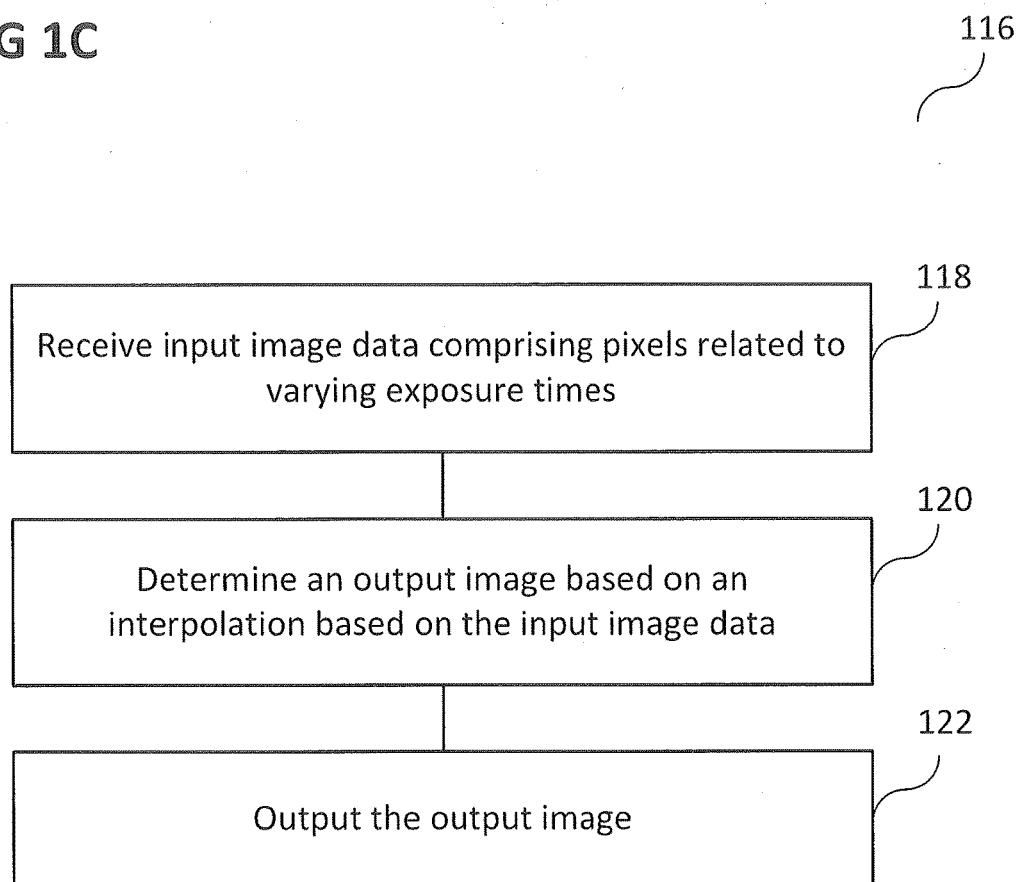 G 1C
116
118
Receive input image data comprising pixels related to
varying exposure times
120
Determine an output image based on an
interpolation based on the input image data
122
Output the output image